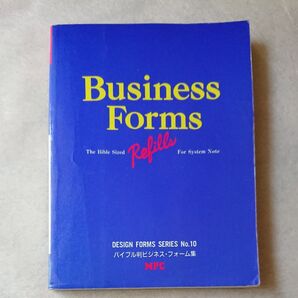 Business
Forms
The Bible Sized Refills For System Note
DESIGN FORMS SERIES No.10
バイブル判ビジネス・フォーム集
MPC